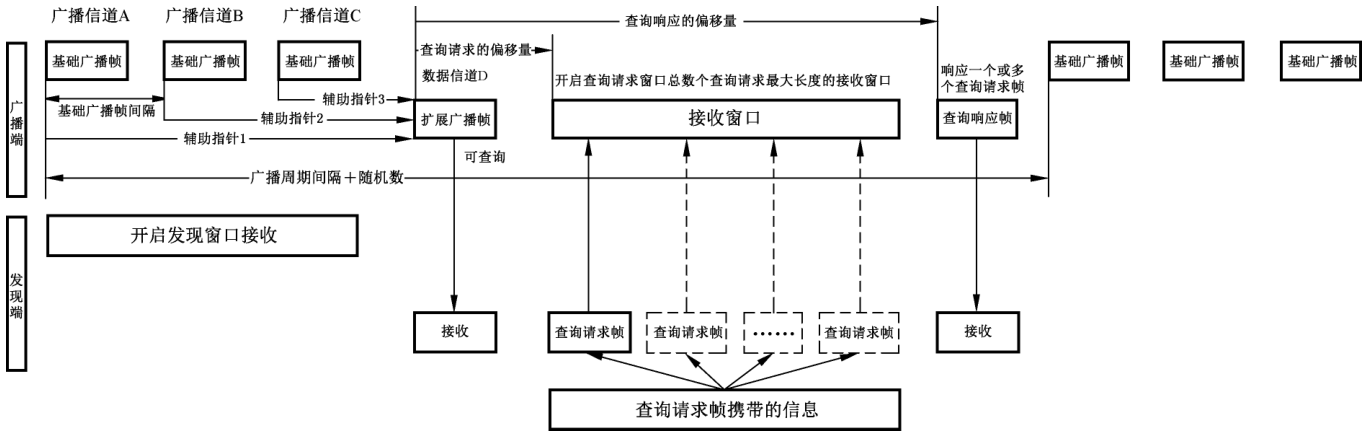 广播信道A
广播信道B
广播信道C
查询响应的偏移量
基础广播帧
基础广播帧
基础广播帧
查询请求的偏移量
基础广播帧
基础广播帧
基础广播帧
数据信道D
开启查询请求窗口总数个查询请求最大长度的接收窗口
响应一个或多
个查询请求帧
广播端
基础广播帧间隔
辅助指针3
辅助指针2
辅助指针1
扩展广播帧
接收窗口
查询响应帧
可查询
广播周期间隔＋随机数
开启发现窗口接收
发现端
接收
查询请求帧
查询请求帧
……
查询请求帧
接收
查询请求帧携带的信息